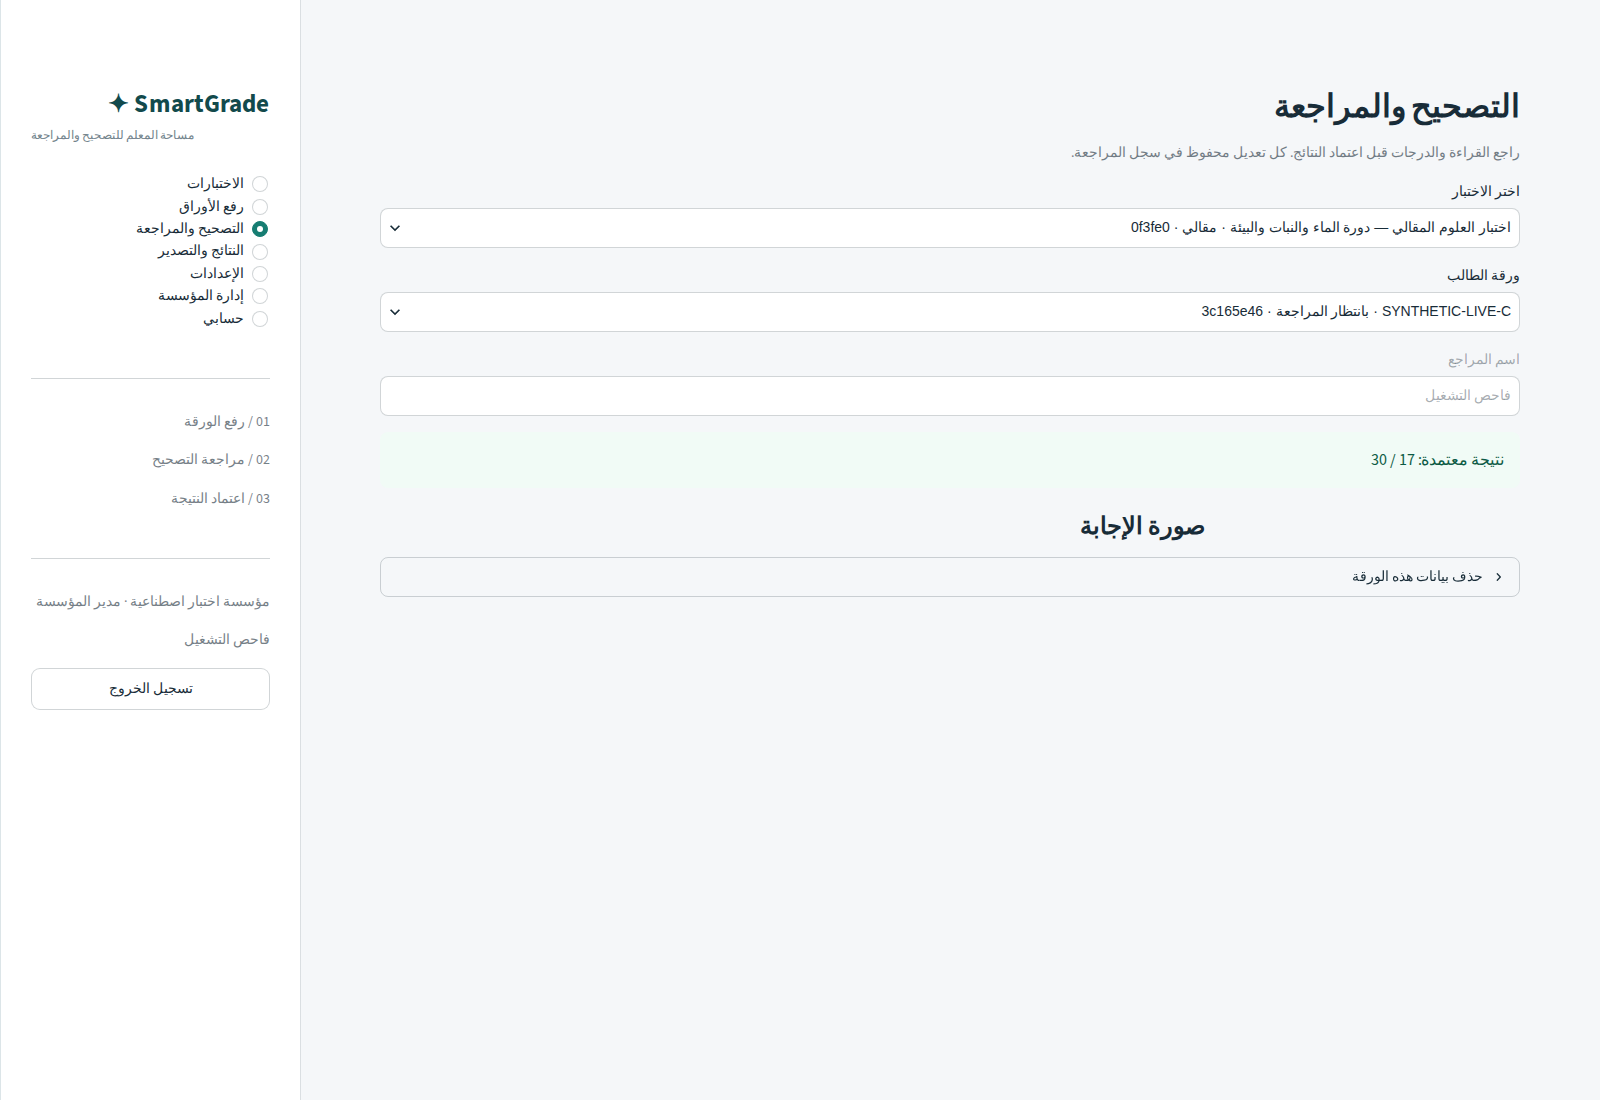 ✦ SmartGrade
مساحة المعلم للتصحيح والمراجعة
الاختبارات
رفع الأوراق
التصحيح والمراجعة
النتائج والتصدير
الإعدادات
إدارة المؤسسة
حسابي
01 / رفع الورقة
02 / مراجعة التصحيح
03 / اعتماد النتيجة
مؤسسة اختبار اصطناعية · مدير المؤسسة
فاحص التشغيل
تسجيل الخروج
التصحيح والمراجعة
راجع القراءة والدرجات قبل اعتماد النتائج. كل تعديل محفوظ في سجل المراجعة.
اختر الاختبار
اختبار العلوم المقالي — دورة الماء والنبات والبيئة · مقالي · 0f3fe0
ورقة الطالب
SYNTHETIC-LIVE-C · بانتظار المراجعة · 3c165e46
اسم المراجع
فاحص التشغيل
نتيجة معتمدة: 17 / 30
صورة الإجابة
حذف بيانات هذه الورقة